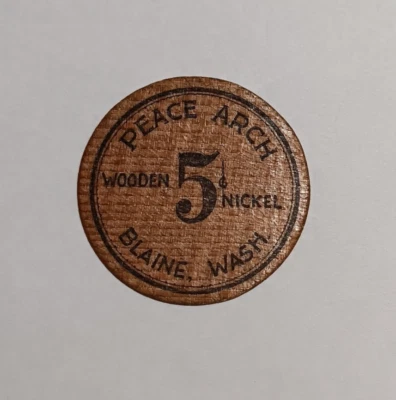 PEACE ARCH
WOODEN 5¢ NICKEL
BLAINE, WASH.